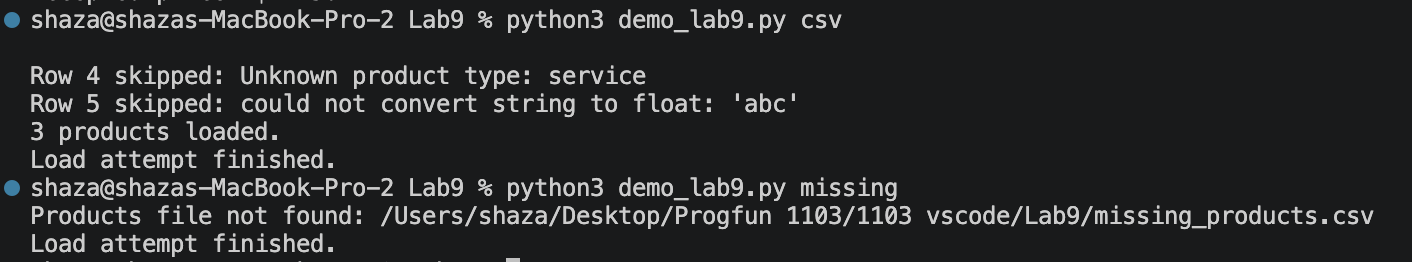 shaza@shazas-MacBook-Pro-2 Lab9 % python3 demo_lab9.py csv
Row 4 skipped: Unknown product type: service
Row 5 skipped: could not convert string to float: 'abc'
3 products loaded.
Load attempt finished.
shaza@shazas-MacBook-Pro-2 Lab9 % python3 demo_lab9.py missing
Products file not found: /Users/shaza/Desktop/Progfun 1103/1103 vscode/Lab9/missing_products.csv
Load attempt finished.